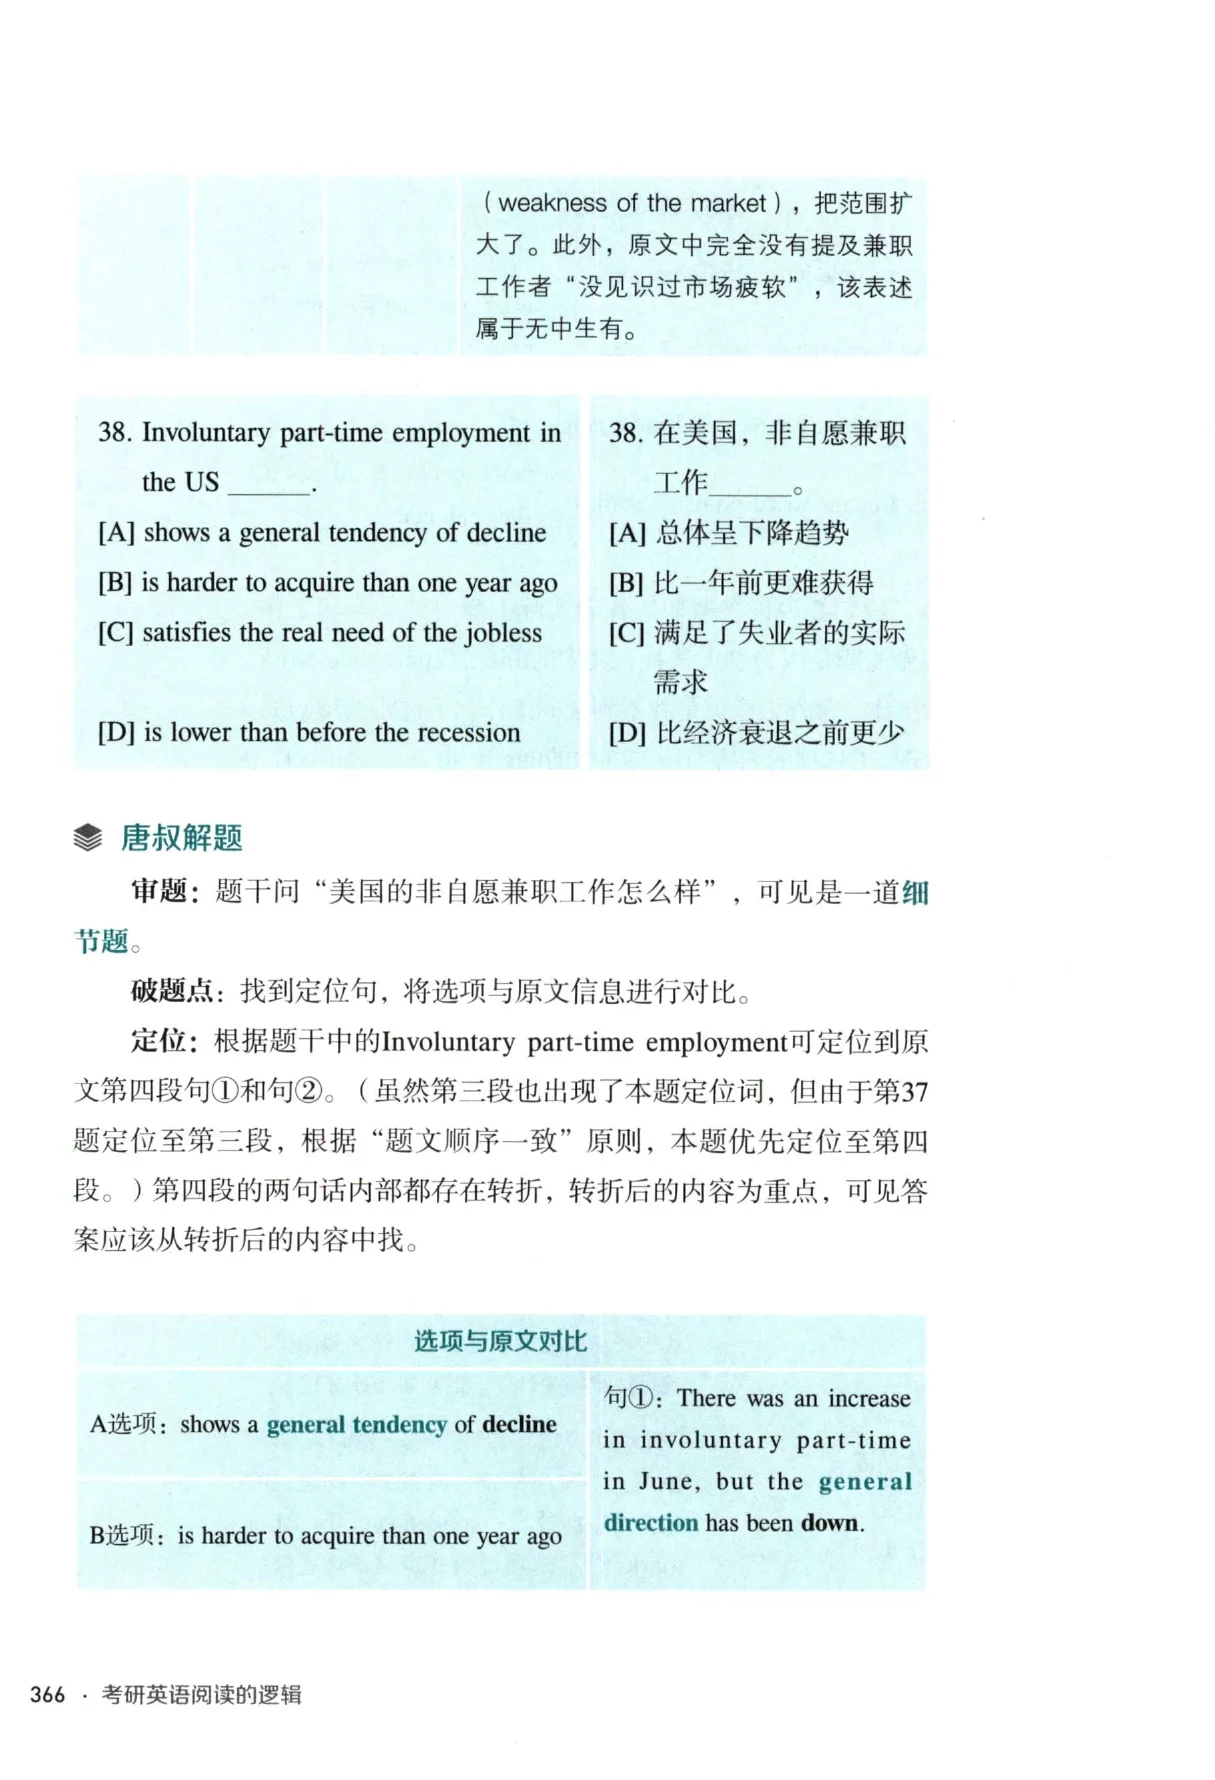 （weakness of the market），把范围扩
大了。此外，原文中完全没有提及兼职
工作者“没见识过市场疲软”，该表述
属于无中生有。
38. Involuntary part-time employment in
the US ______.
[A] shows a general tendency of decline
[B] is harder to acquire than one year ago
[C] satisfies the real need of the jobless
[D] is lower than before the recession
38. 在美国，非自愿兼职
工作______。
[A] 总体呈下降趋势
[B] 比一年前更难获得
[C] 满足了失业者的实际
需求
[D] 比经济衰退之前更少
唐叔解题
审题：题干问“美国的非自愿兼职工作怎么样”，可见是一道细
节题。
破题点：找到定位句，将选项与原文信息进行对比。
定位：根据题干中的Involuntary part-time employment可定位到原
文第四段句①和句②。（虽然第三段也出现了本题定位词，但由于第37
题定位至第三段，根据“题文顺序一致”原则，本题优先定位至第四
段。）第四段的两句话内部都存在转折，转折后的内容为重点，可见答
案应该从转折后的内容中找。
选项与原文对比
A选项：shows a general tendency of decline
B选项：is harder to acquire than one year ago
句①：There was an increase
in involuntary part-time
in June, but the general
direction has been down.
366 · 考研英语阅读的逻辑